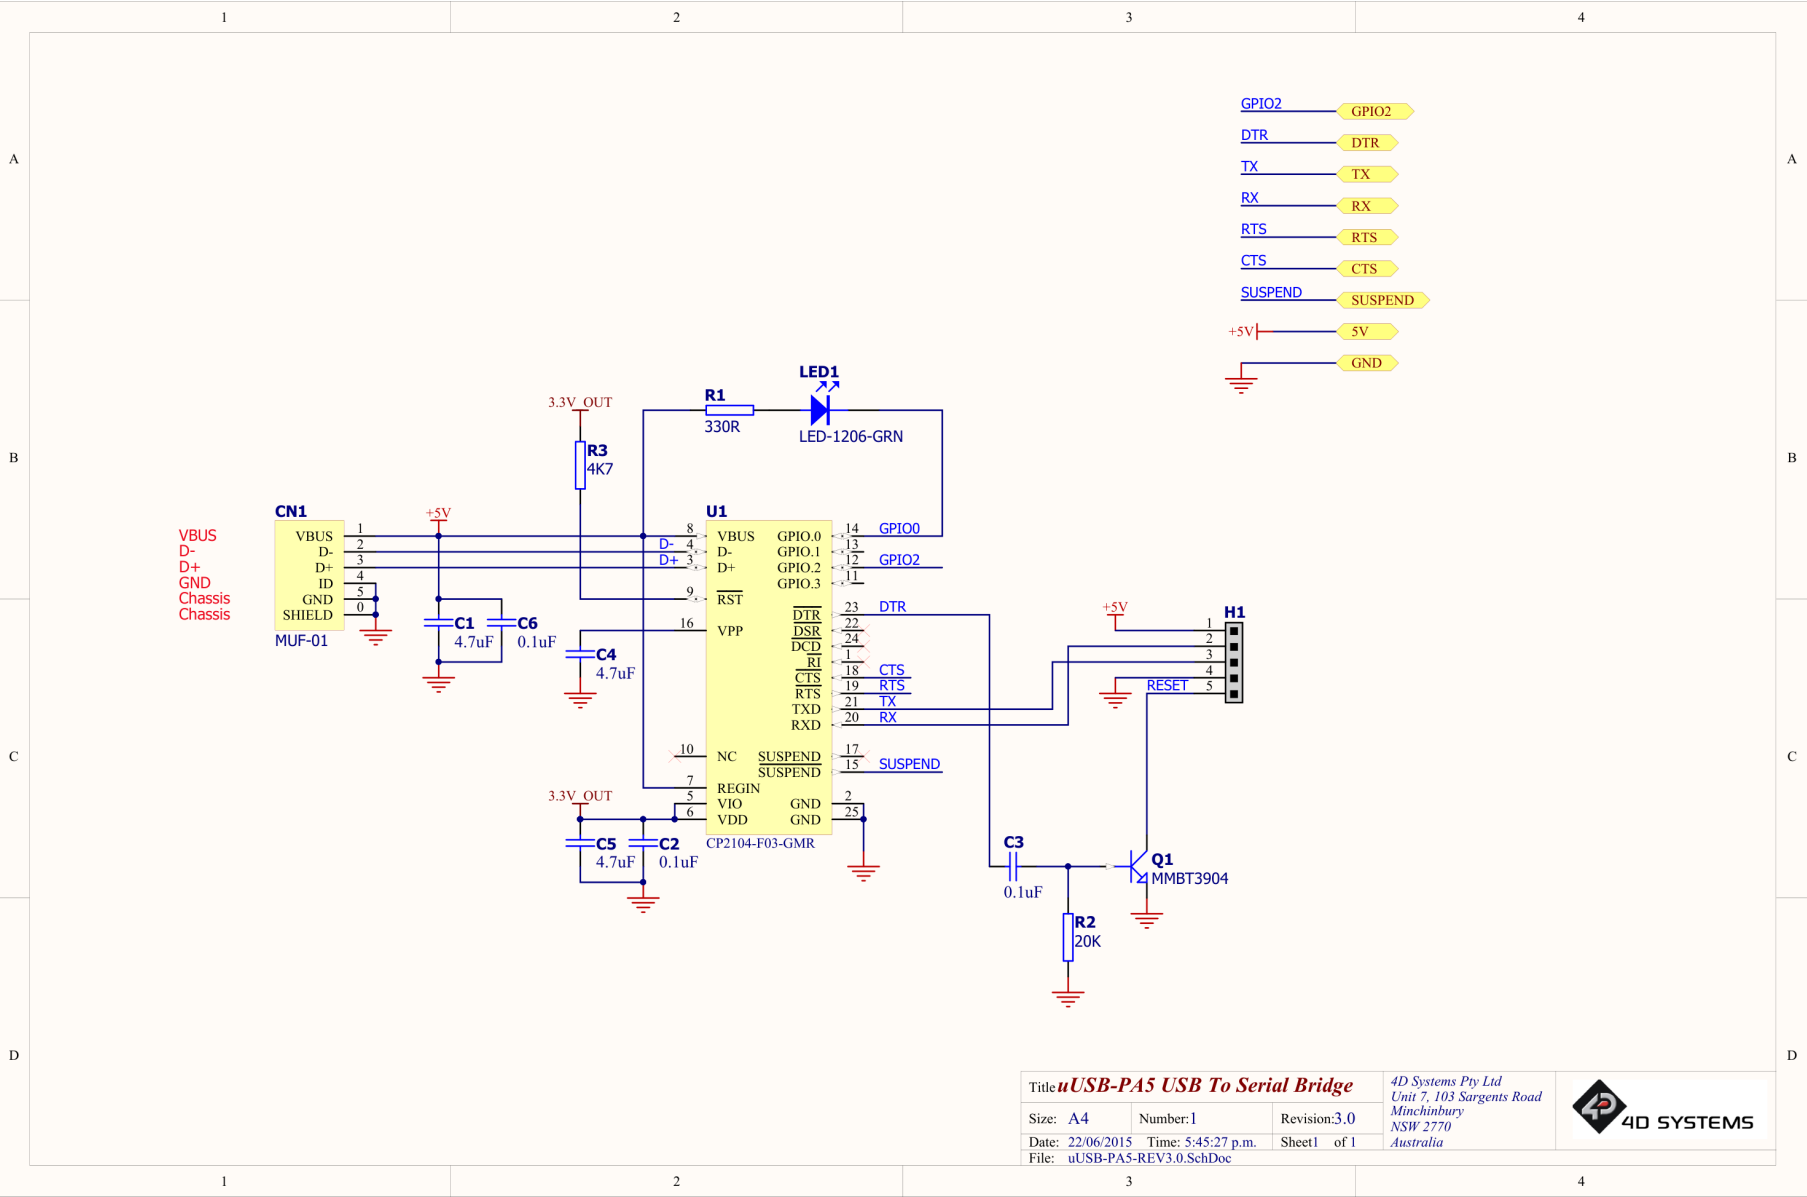 1 2 3 4
A A
B B
C C
D D
GPIO2 GPIO2
DTR DTR
TX TX
RX RX
RTS RTS
CTS CTS
SUSPEND SUSPEND
+5V 5V
GND
LED1
LED-1206-GRN
R1
330R
3.3V_OUT
R3
4K7
VBUS
D-
D+
GND
Chassis
Chassis
CN1
VBUS 1
D- 2
D+ 3
ID 4
GND 5
SHIELD 0
MUF-01
+5V
C1
4.7uF
C6
0.1uF
C4
4.7uF
U1
8 VBUS GPIO.0 14 GPIO0
D- 4 D- GPIO.1 13
D+ 3 D+ GPIO.2 12 GPIO2
GPIO.3 11
9 RST
DTR 23 DTR
16 VPP DSR 22
DCD 24
RI 1
CTS 18 CTS
RTS 19 RTS
TXD 21 TX
RXD 20 RX
10 NC SUSPEND 17
SUSPEND 15 SUSPEND
7 REGIN
5 VIO GND 2
6 VDD GND 25
CP2104-F03-GMR
3.3V_OUT
C5
4.7uF
C2
0.1uF
+5V
H1
1
2
3
4
RESET 5
C3
0.1uF
Q1
MMBT3904
R2
20K
Title uUSB-PA5 USB To Serial Bridge
Size: A4 Number:1 Revision:3.0
Date: 22/06/2015 Time: 5:45:27 p.m. Sheet1 of 1
File: uUSB-PA5-REV3.0.SchDoc
4D Systems Pty Ltd
Unit 7, 103 Sargents Road
Minchinbury
NSW 2770
Australia
4D SYSTEMS
1 2 3 4